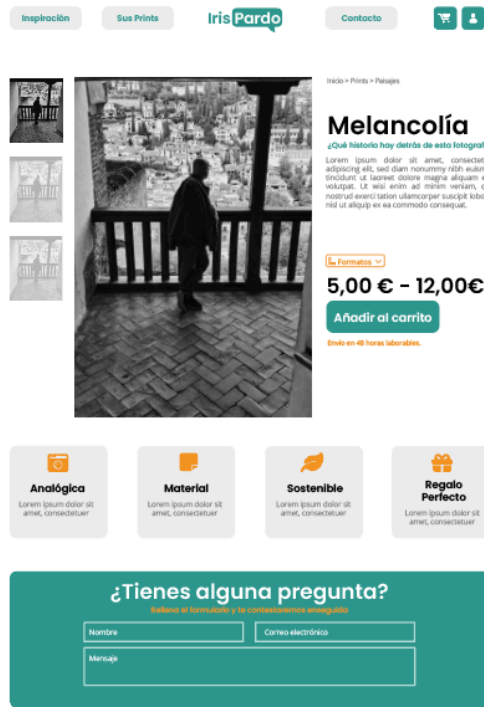 Inspiración
Sus Prints
Iris Pardo
Contacto
Inicio > Prints > Paisajes
Melancolía
¿Qué historia hay detrás de esta fotograf
Lorem ipsum dolor sit amet, consectet
adipiscing elit, sed diam nonummy nibh euism
tincidunt ut laoreet dolore magna aliquam e
volutpat. Ut wisi enim ad minim veniam, q
nostrud exerci tation ullamcorper suscipit lobo
nisl ut aliquip ex ea commodo consequat.
Formatos
5,00 € - 12,00€
Añadir al carrito
Envío en 48 horas laborables.
Analógica
Lorem ipsum dolor sit
amet, consectetuer
Material
Lorem ipsum dolor sit
amet, consectetuer
Sostenible
Lorem ipsum dolor sit
amet, consectetuer
Regalo
Perfecto
Lorem ipsum dolor sit
amet, consectetuer
¿Tienes alguna pregunta?
Rellena el formulario y te contestaremos enseguida
Nombre
Correo electrónico
Mensaje